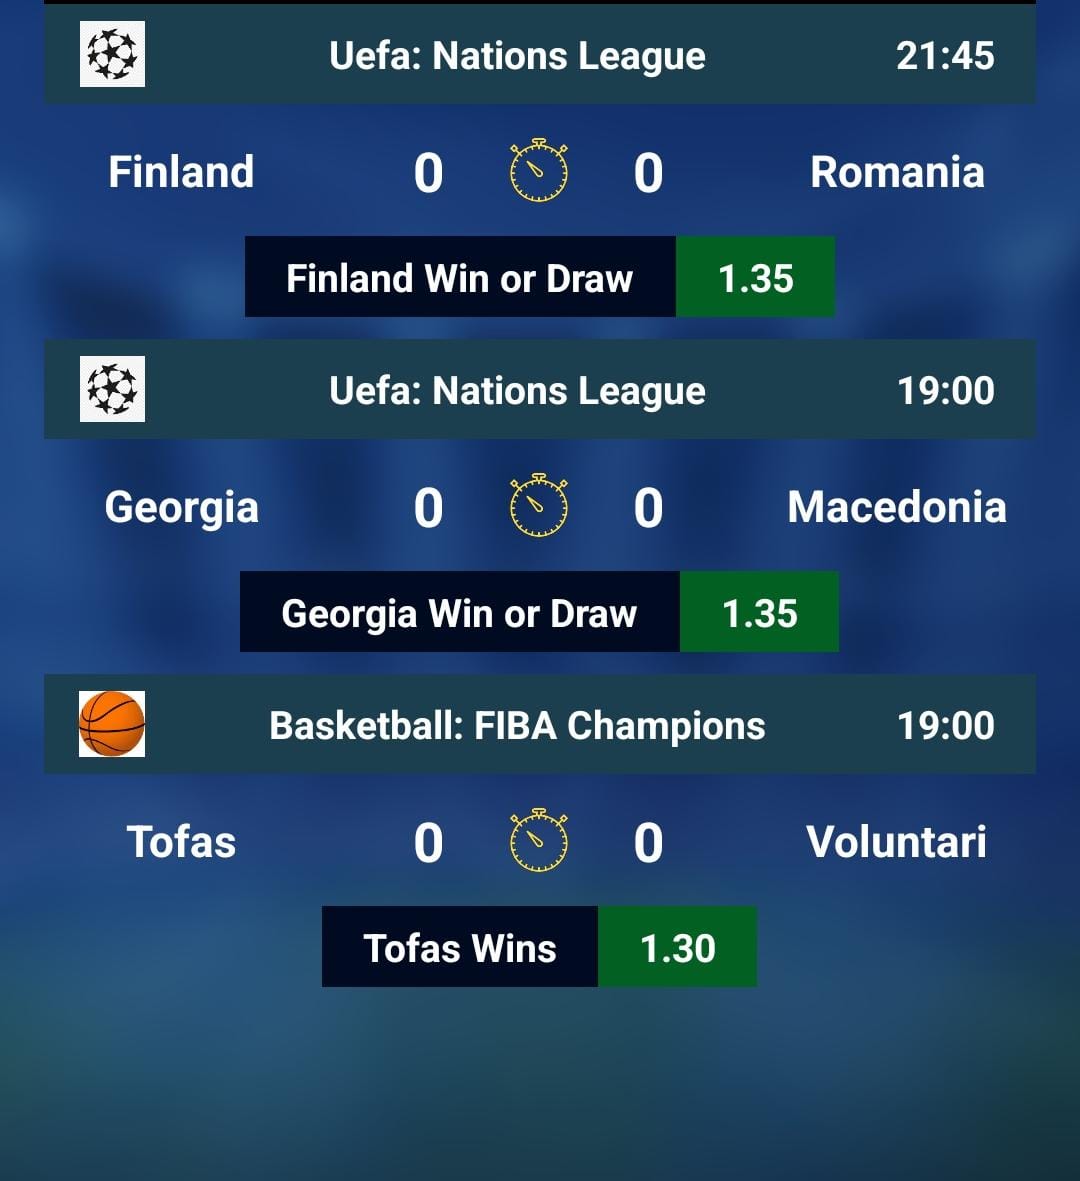 Uefa: Nations League 21:45
Finland 0 0 Romania
Finland Win or Draw 1.35
Uefa: Nations League 19:00
Georgia 0 0 Macedonia
Georgia Win or Draw 1.35
Basketball: FIBA Champions 19:00
Tofas 0 0 Voluntari
Tofas Wins 1.30